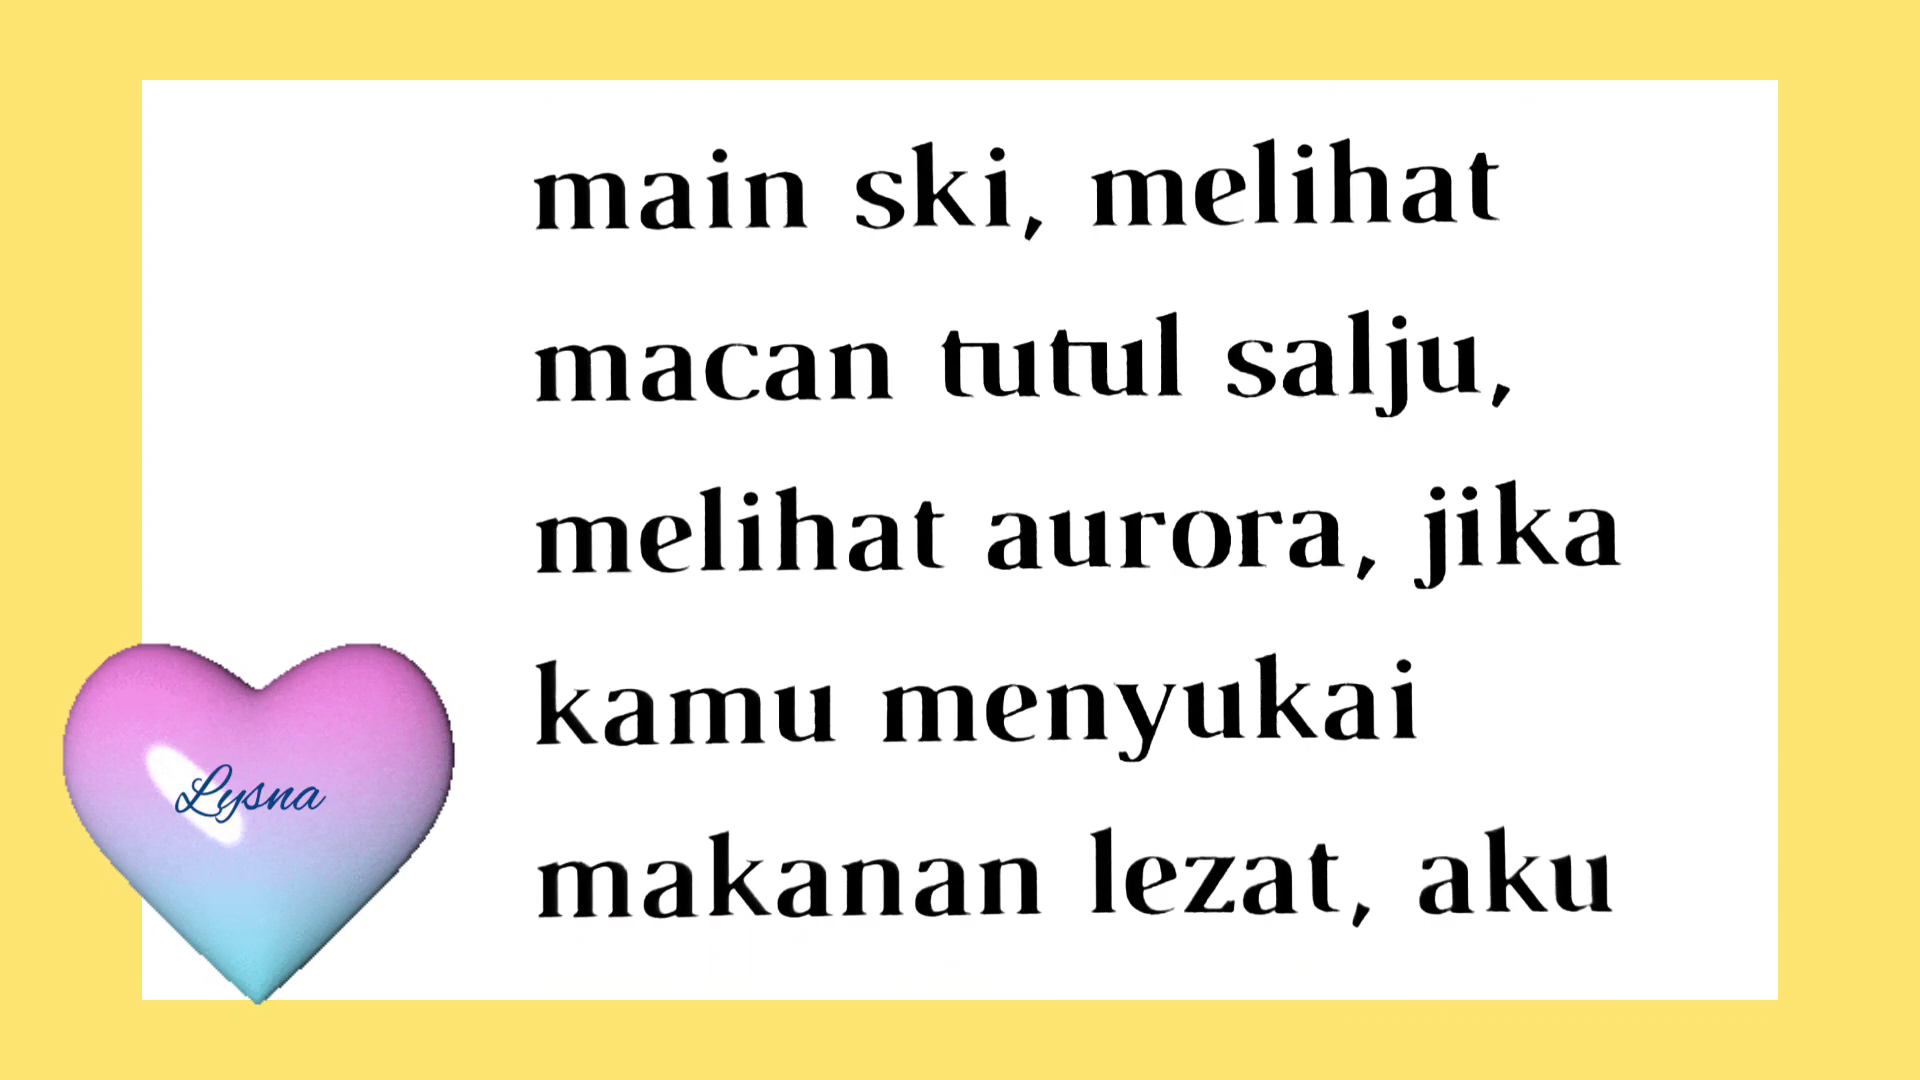 main ski, melihat
macan tutul salju,
melihat aurora, jika
kamu menyukai
makanan lezat, aku
Lysna